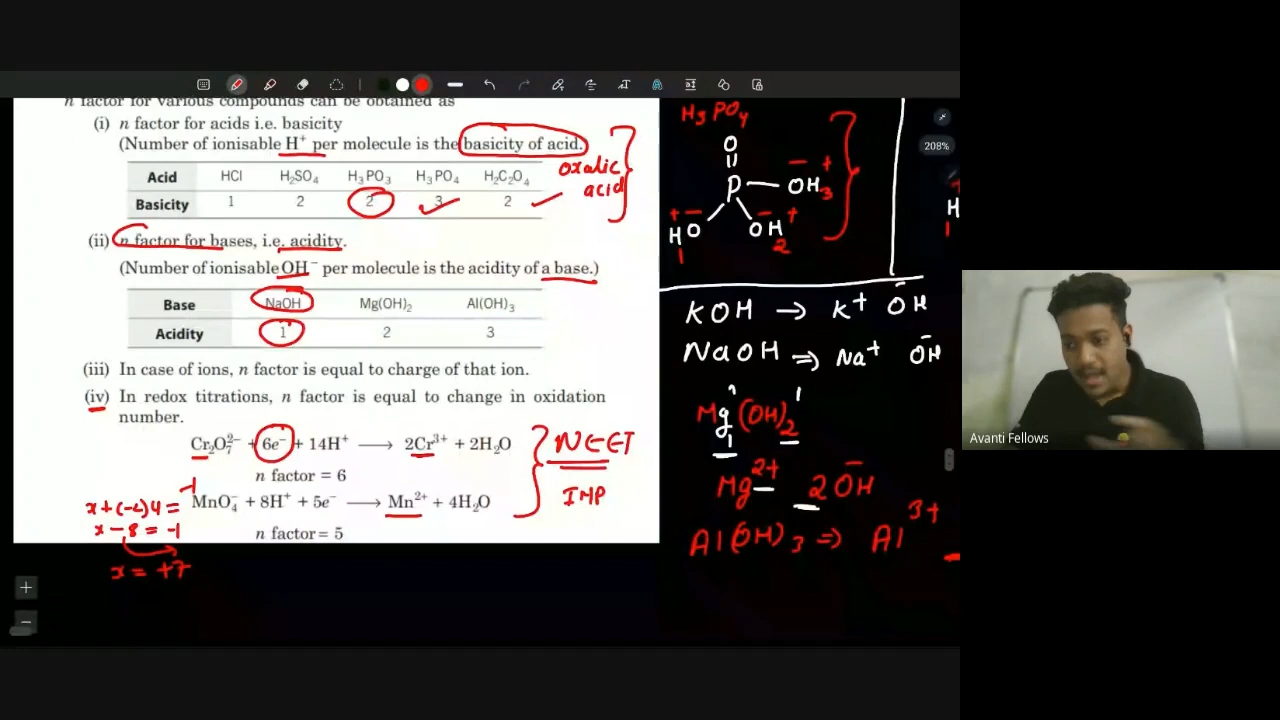 n factor for various compounds can be obtained as
(i) n factor for acids i.e. basicity
(Number of ionisable H⁺ per molecule is the basicity of acid.)
Acid HCl H₂SO₄ H₃PO₃ H₃PO₄ H₂C₂O₄
Basicity 1 2 2 3 2
oxalic
acid
(ii) n factor for bases, i.e. acidity.
(Number of ionisable OH⁻ per molecule is the acidity of a base.)
Base NaOH Mg(OH)₂ Al(OH)₃
Acidity 1 2 3
(iii) In case of ions, n factor is equal to charge of that ion.
(iv) In redox titrations, n factor is equal to change in oxidation
number.
Cr₂O₇²⁻ + 6e⁻ + 14H⁺ ⟶ 2Cr³⁺ + 2H₂O
n factor = 6
MnO₄⁻ + 8H⁺ + 5e⁻ ⟶ Mn²⁺ + 4H₂O
n factor = 5
NEET
IMP
x + (-2)4 = -1
x - 8 = -1
x = +7
H₃PO₄
O
P OH 3
HO OH
1 2
KOH → K⁺ OH⁻
NaOH ⇒ Na⁺ OH⁻
Mg(OH)₂
Mg²⁺ 2OH⁻
Al(OH)₃ ⇒ Al³⁺
H
1
208%
Avanti Fellows